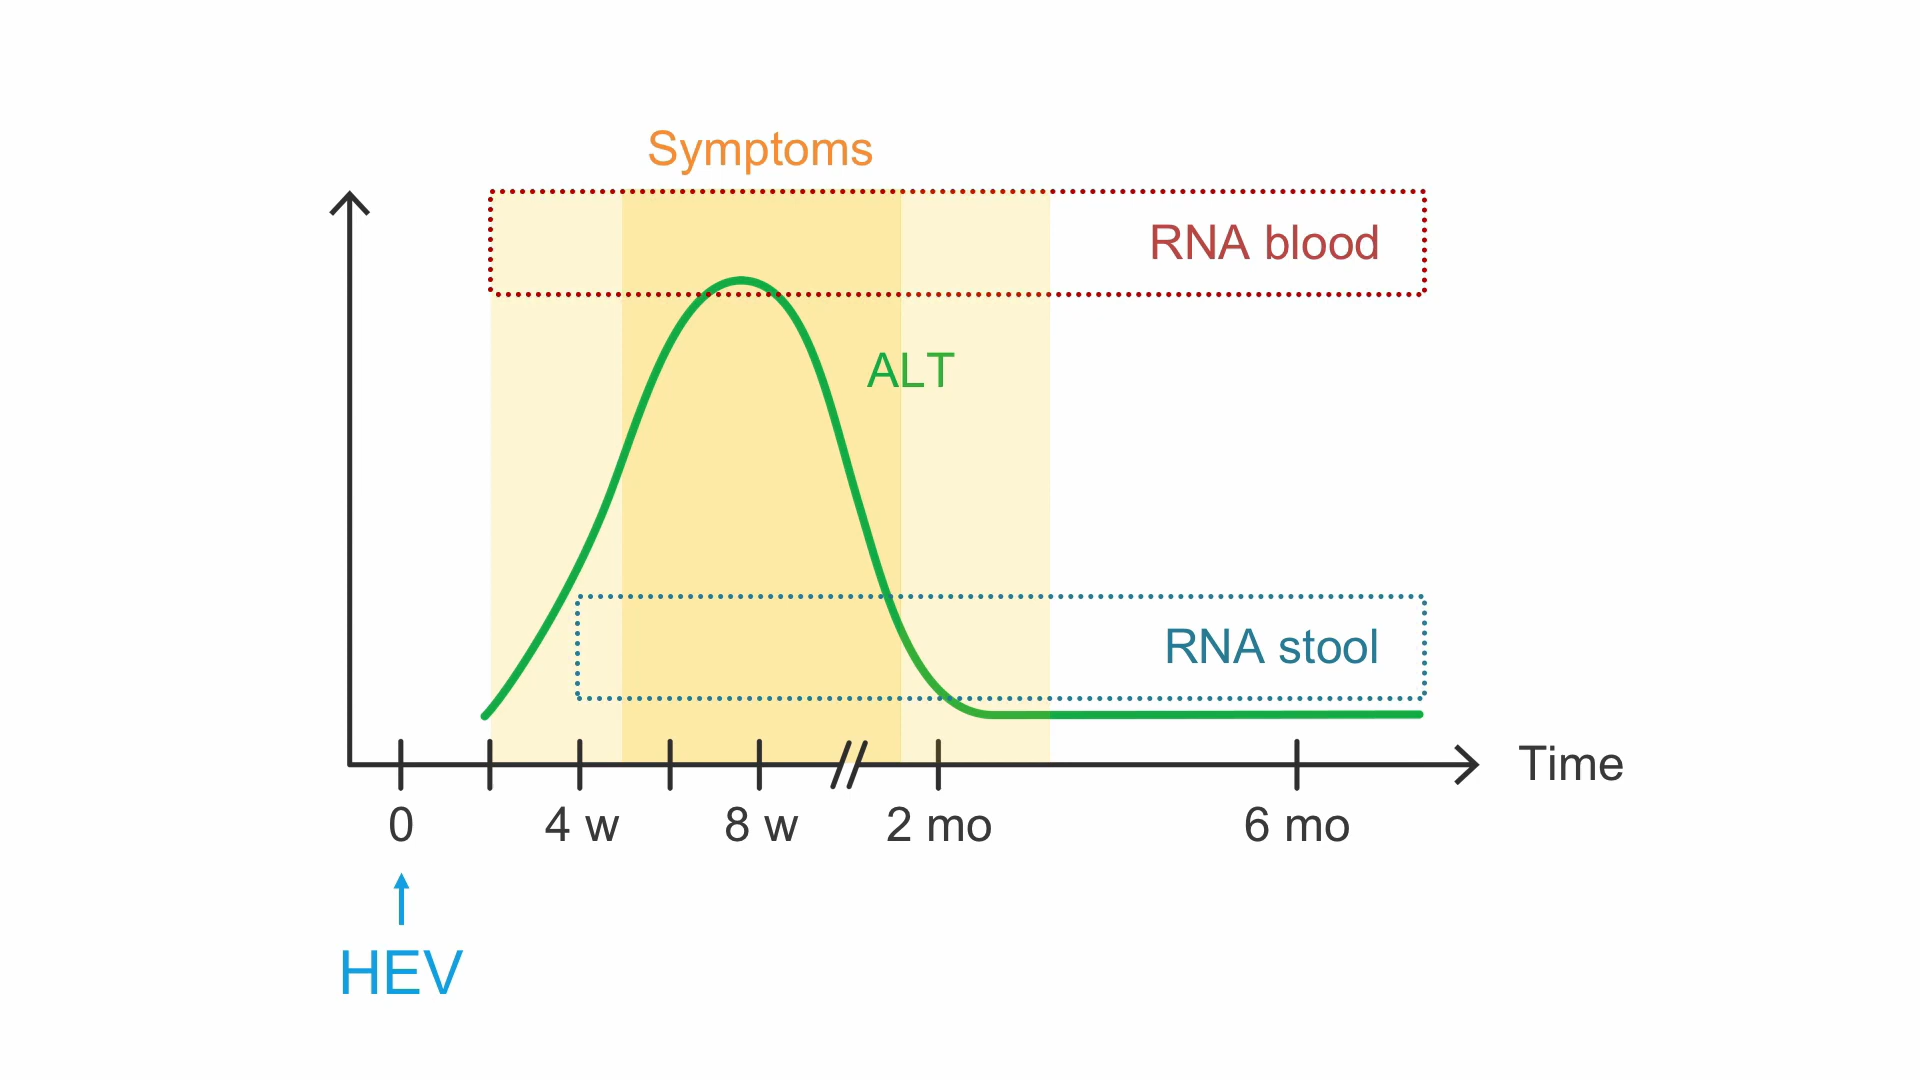 Symptoms
RNA blood
ALT
RNA stool
Time
0
4 w
8 w
2 mo
6 mo
HEV